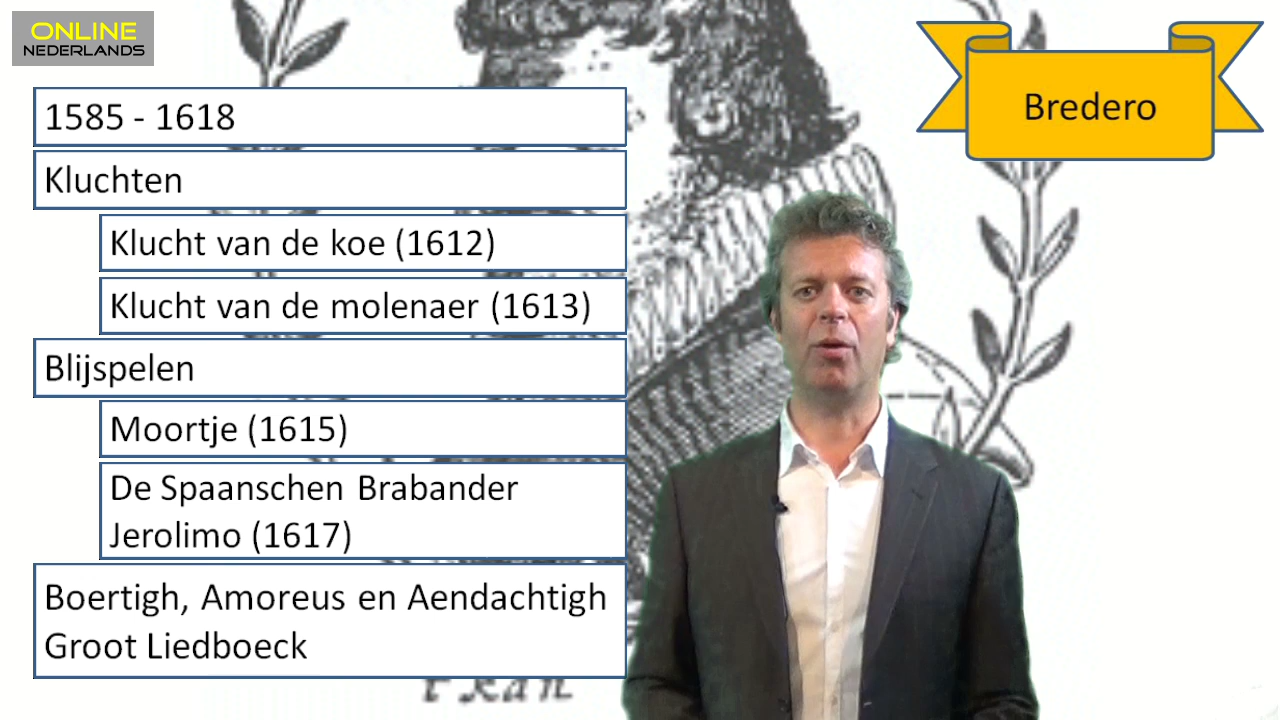 ONLINE
NEDERLANDS
Bredero
1585 - 1618
Kluchten
Klucht van de koe (1612)
Klucht van de molenaer (1613)
Blijspelen
Moortje (1615)
De Spaanschen Brabander
Jerolimo (1617)
Boertigh, Amoreus en Aendachtigh
Groot Liedboeck